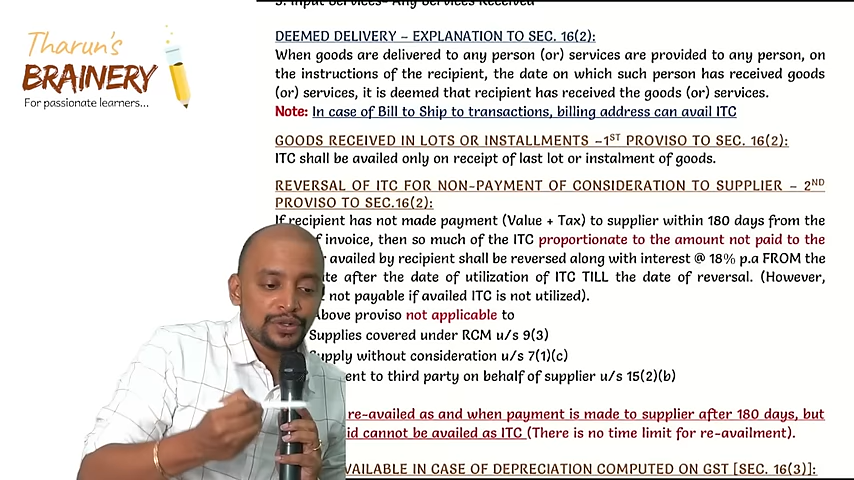 Tharun's
BRAINERY
For passionate learners...
3. Input Services- Any Services Received
DEEMED DELIVERY – EXPLANATION TO SEC. 16(2):
When goods are delivered to any person (or) services are provided to any person, on
the instructions of the recipient, the date on which such person has received goods
(or) services, it is deemed that recipient has received the goods (or) services.
Note: In case of Bill to Ship to transactions, billing address can avail ITC
GOODS RECEIVED IN LOTS OR INSTALLMENTS –1ST PROVISO TO SEC. 16(2):
ITC shall be availed only on receipt of last lot or instalment of goods.
REVERSAL OF ITC FOR NON-PAYMENT OF CONSIDERATION TO SUPPLIER – 2ND
PROVISO TO SEC.16(2):
If recipient has not made payment (Value + Tax) to supplier within 180 days from the
of invoice, then so much of the ITC proportionate to the amount not paid to the
availed by recipient shall be reversed along with interest @ 18% p.a FROM the
after the date of utilization of ITC TILL the date of reversal. (However,
not payable if availed ITC is not utilized).
Above proviso not applicable to
Supplies covered under RCM u/s 9(3)
Supply without consideration u/s 7(1)(c)
to third party on behalf of supplier u/s 15(2)(b)
re-availed as and when payment is made to supplier after 180 days, but
cannot be availed as ITC (There is no time limit for re-availment).
IN CASE OF DEPRECIATION COMPUTED ON GST [SEC. 16(3)]: